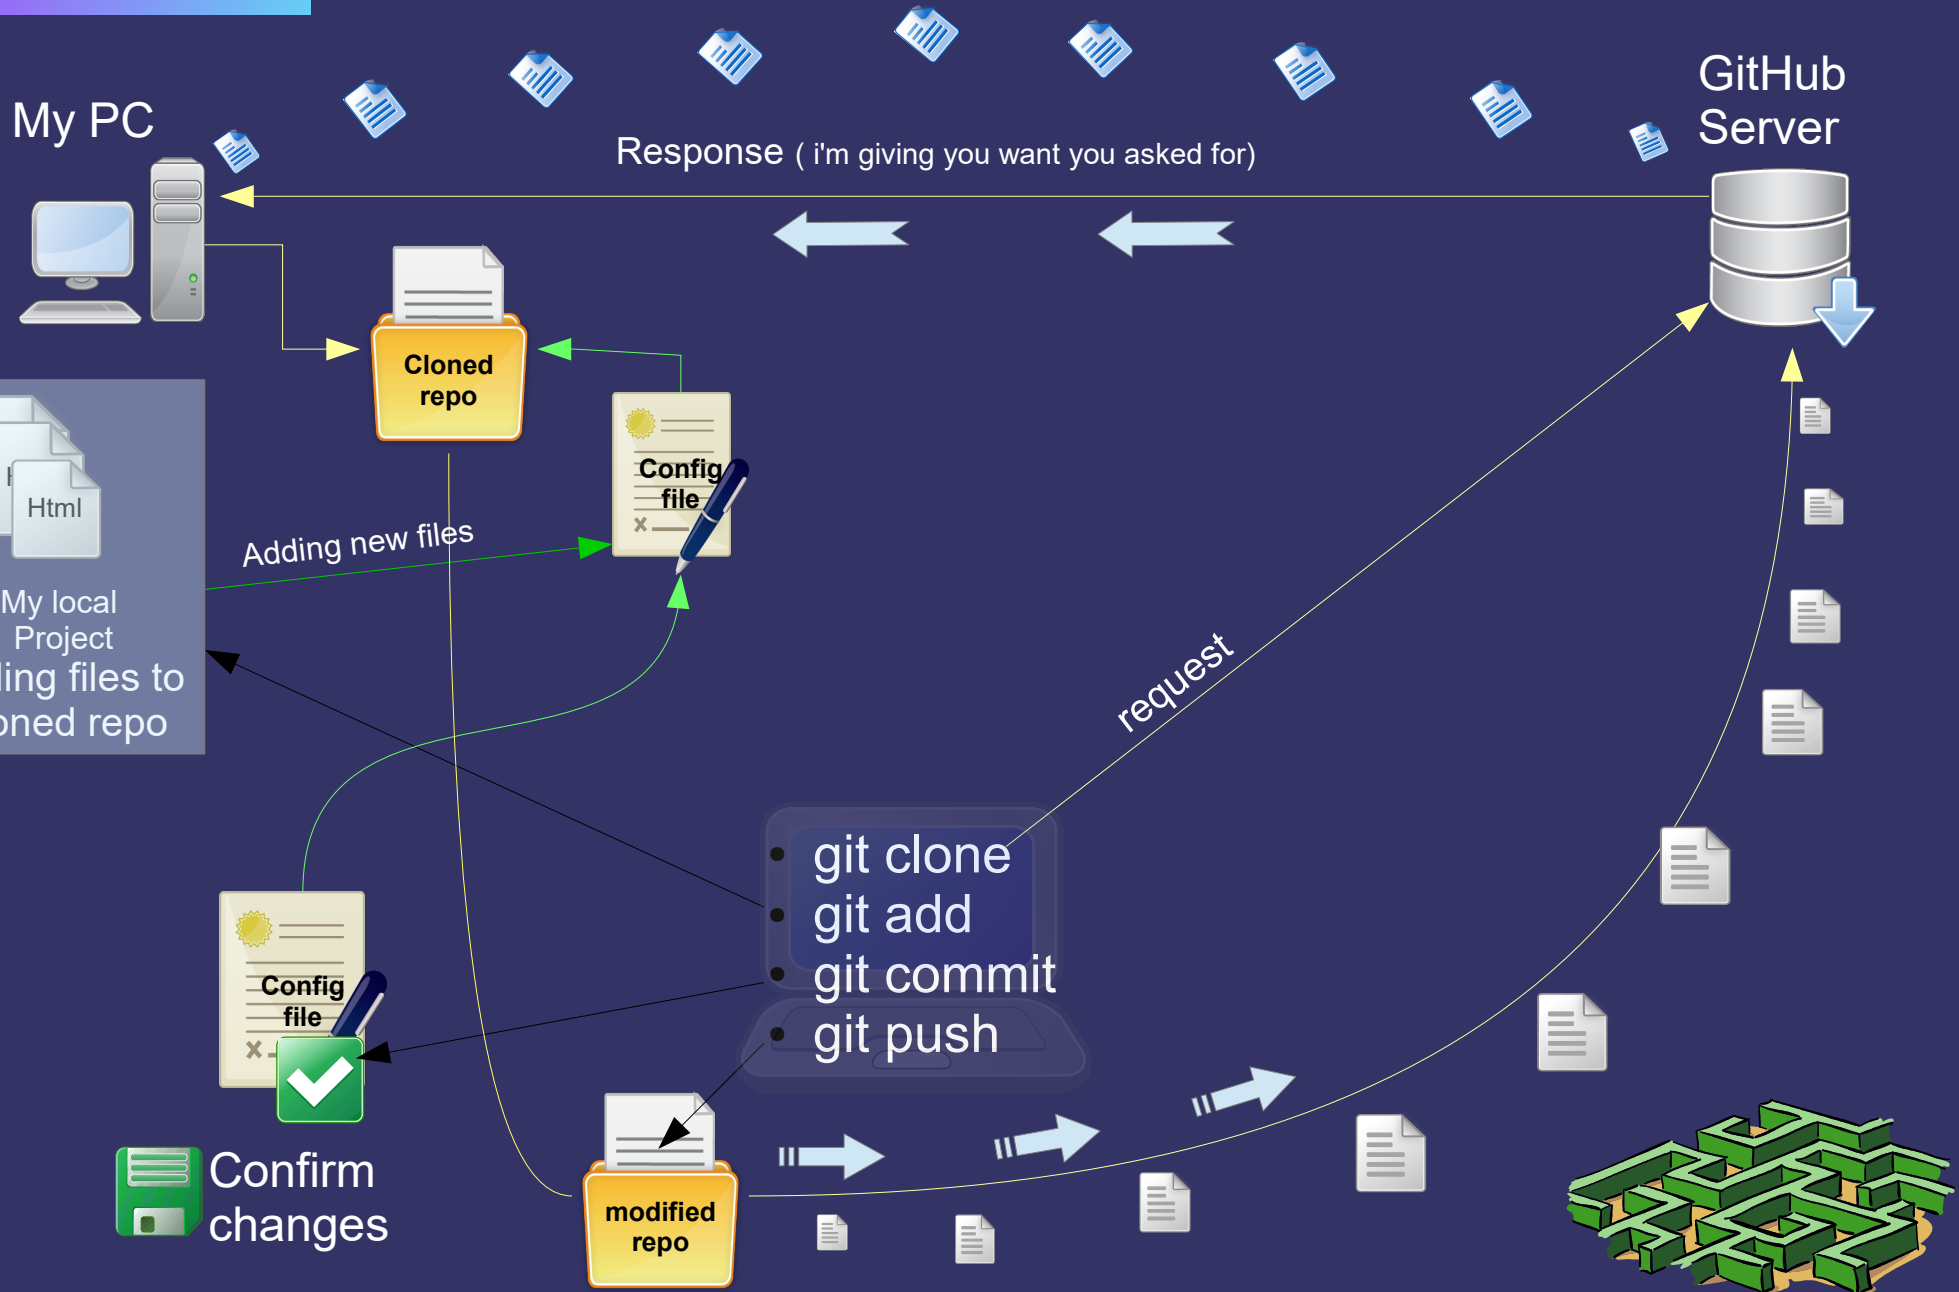 GitHub
Server
My PC
Response ( i'm giving you want you asked for)
Cloned
repo
Config
file
Html
Adding new files
My local
Project
ling files to
oned repo
request
git clone
git add
git commit
git push
Config
file
Confirm
changes
modified
repo